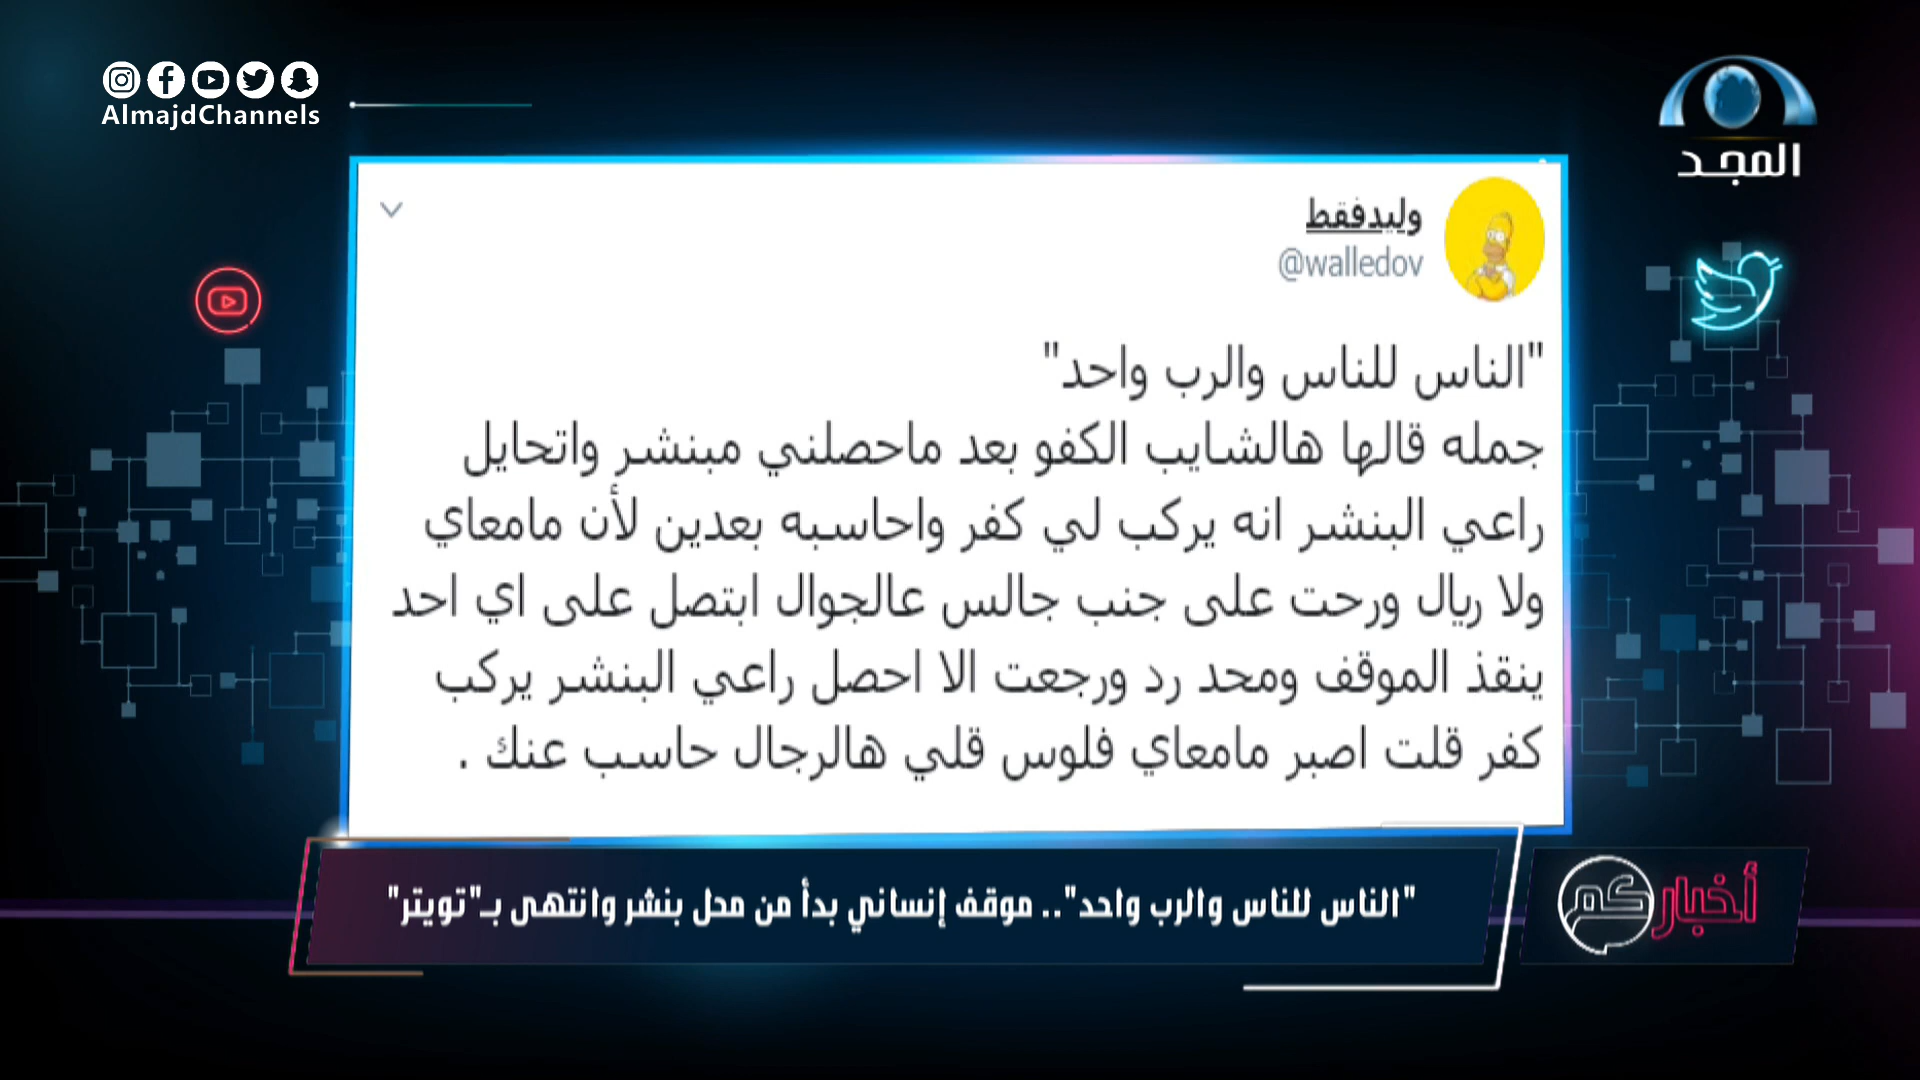 AlmajdChannels
المجد
وليدفقط
@walledov
"الناس للناس والرب واحد"
جمله قالها هالشايب الكفو بعد ماحصلني مبنشر واتحايل
راعي البنشر انه يركب لي كفر واحاسبه بعدين لأن مامعاي
ولا ريال ورحت على جنب جالس عالجوال ابتصل على اي احد
ينقذ الموقف ومحد رد ورجعت الا احصل راعي البنشر يركب
كفر قلت اصبر مامعاي فلوس قلي هالرجال حاسب عنك .
"الناس للناس والرب واحد".. موقف إنساني بدأ من محل بنشر وانتهى بـ"تويتر"
أخباركم